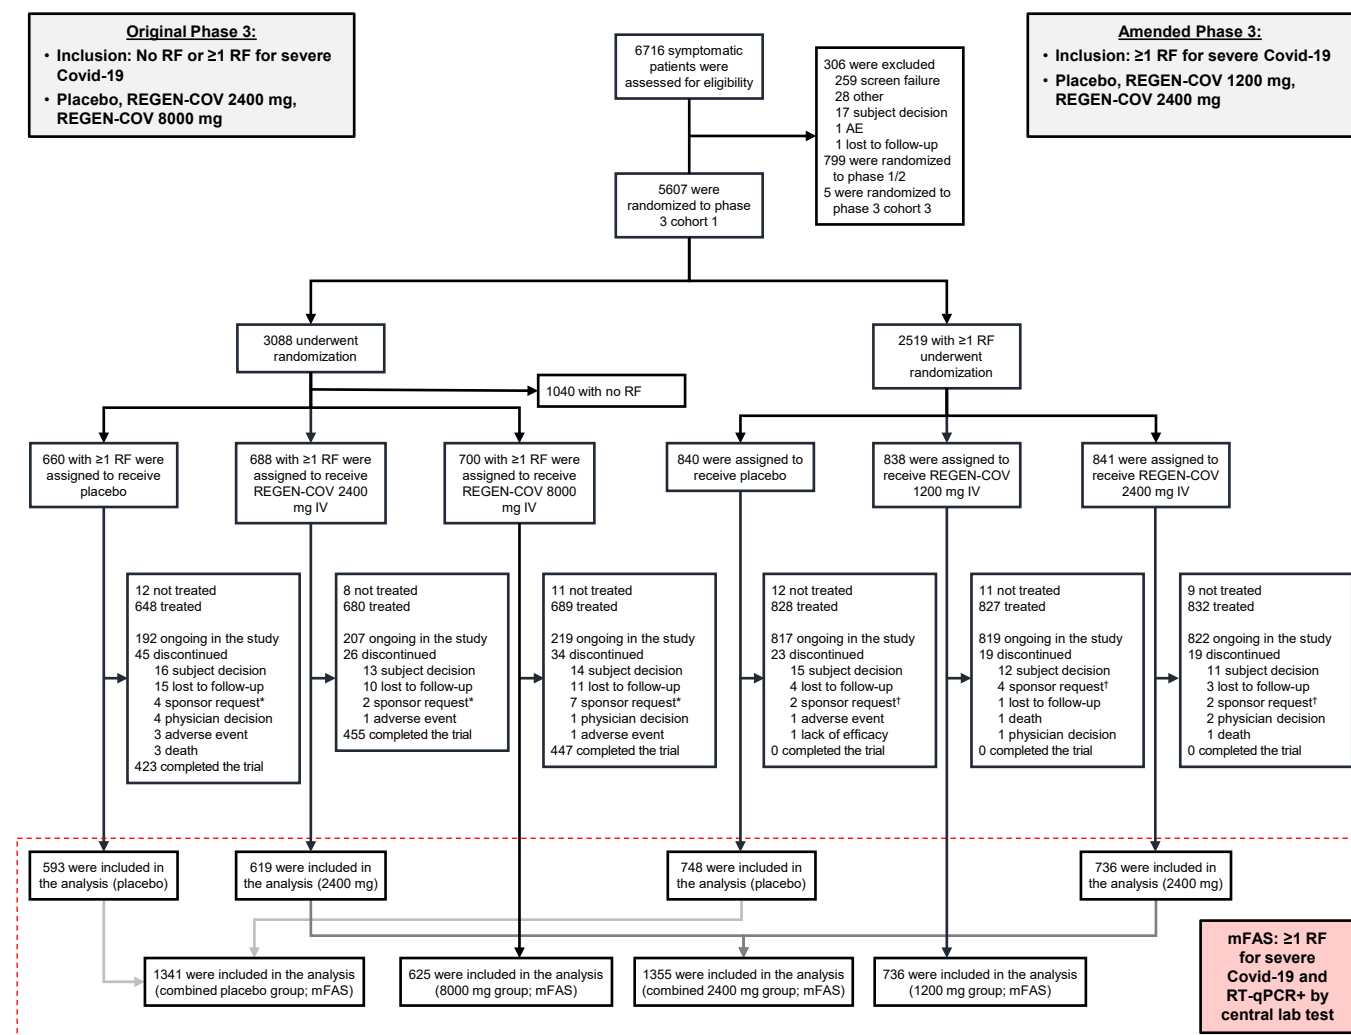 Original Phase 3:
• Inclusion: No RF or ≥1 RF for severe
Covid-19
• Placebo, REGEN-COV 2400 mg,
REGEN-COV 8000 mg
6716 symptomatic
patients were
assessed for eligibility
306 were excluded
259 screen failure
28 other
17 subject decision
1 AE
1 lost to follow-up
799 were randomized
to phase 1/2
5 were randomized to
phase 3 cohort 3
Amended Phase 3:
• Inclusion: ≥1 RF for severe Covid-19
• Placebo, REGEN-COV 1200 mg,
REGEN-COV 2400 mg
5607 were
randomized to phase
3 cohort 1
3088 underwent
randomization
2519 with ≥1 RF
underwent
randomization
1040 with no RF
660 with ≥1 RF were
assigned to receive
placebo
688 with ≥1 RF were
assigned to receive
REGEN-COV 2400
mg IV
700 with ≥1 RF were
assigned to receive
REGEN-COV 8000
mg IV
840 were assigned to
receive placebo
838 were assigned to
receive REGEN-COV
1200 mg IV
841 were assigned to
receive REGEN-COV
2400 mg IV
12 not treated
648 treated
192 ongoing in the study
45 discontinued
16 subject decision
15 lost to follow-up
4 sponsor request*
4 physician decision
3 adverse event
3 death
423 completed the trial
8 not treated
680 treated
207 ongoing in the study
26 discontinued
13 subject decision
10 lost to follow-up
2 sponsor request*
1 adverse event
455 completed the trial
11 not treated
689 treated
219 ongoing in the study
34 discontinued
14 subject decision
11 lost to follow-up
7 sponsor request*
1 physician decision
1 adverse event
447 completed the trial
12 not treated
828 treated
817 ongoing in the study
23 discontinued
15 subject decision
4 lost to follow-up
2 sponsor request†
1 adverse event
1 lack of efficacy
0 completed the trial
11 not treated
827 treated
819 ongoing in the study
19 discontinued
12 subject decision
4 sponsor request†
1 lost to follow-up
1 death
1 physician decision
0 completed the trial
9 not treated
832 treated
822 ongoing in the study
19 discontinued
11 subject decision
3 lost to follow-up
2 sponsor request†
2 physician decision
1 death
0 completed the trial
593 were included in
the analysis (placebo)
619 were included in
the analysis (2400 mg)
748 were included in
the analysis (placebo)
736 were included in
the analysis (2400 mg)
1341 were included in the analysis
(combined placebo group; mFAS)
625 were included in the analysis
(8000 mg group; mFAS)
1355 were included in the analysis
(combined 2400 mg group; mFAS)
736 were included in the analysis
(1200 mg group; mFAS)
mFAS: ≥1 RF
for severe
Covid-19 and
RT-qPCR+ by
central lab test